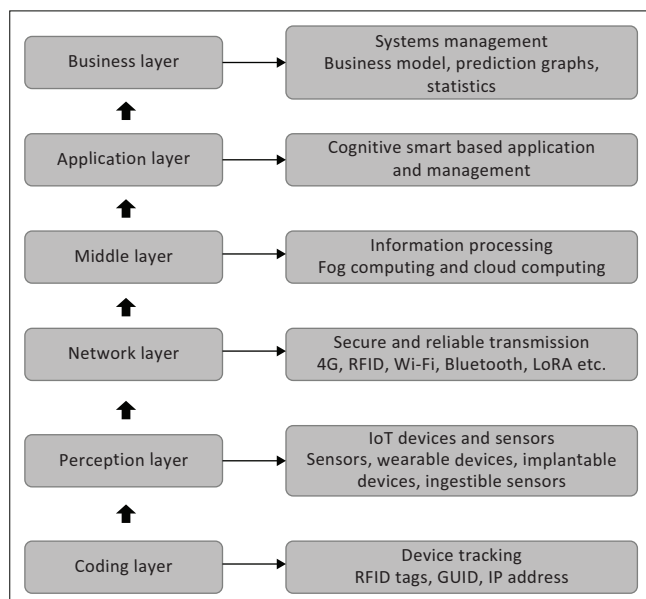 Business layer
Systems management
Business model, prediction graphs,
statistics
Application layer
Cognitive smart based application
and management
Middle layer
Information processing
Fog computing and cloud computing
Network layer
Secure and reliable transmission
4G, RFID, Wi-Fi, Bluetooth, LoRA etc.
Perception layer
IoT devices and sensors
Sensors, wearable devices, implantable
devices, ingestible sensors
Coding layer
Device tracking
RFID tags, GUID, IP address